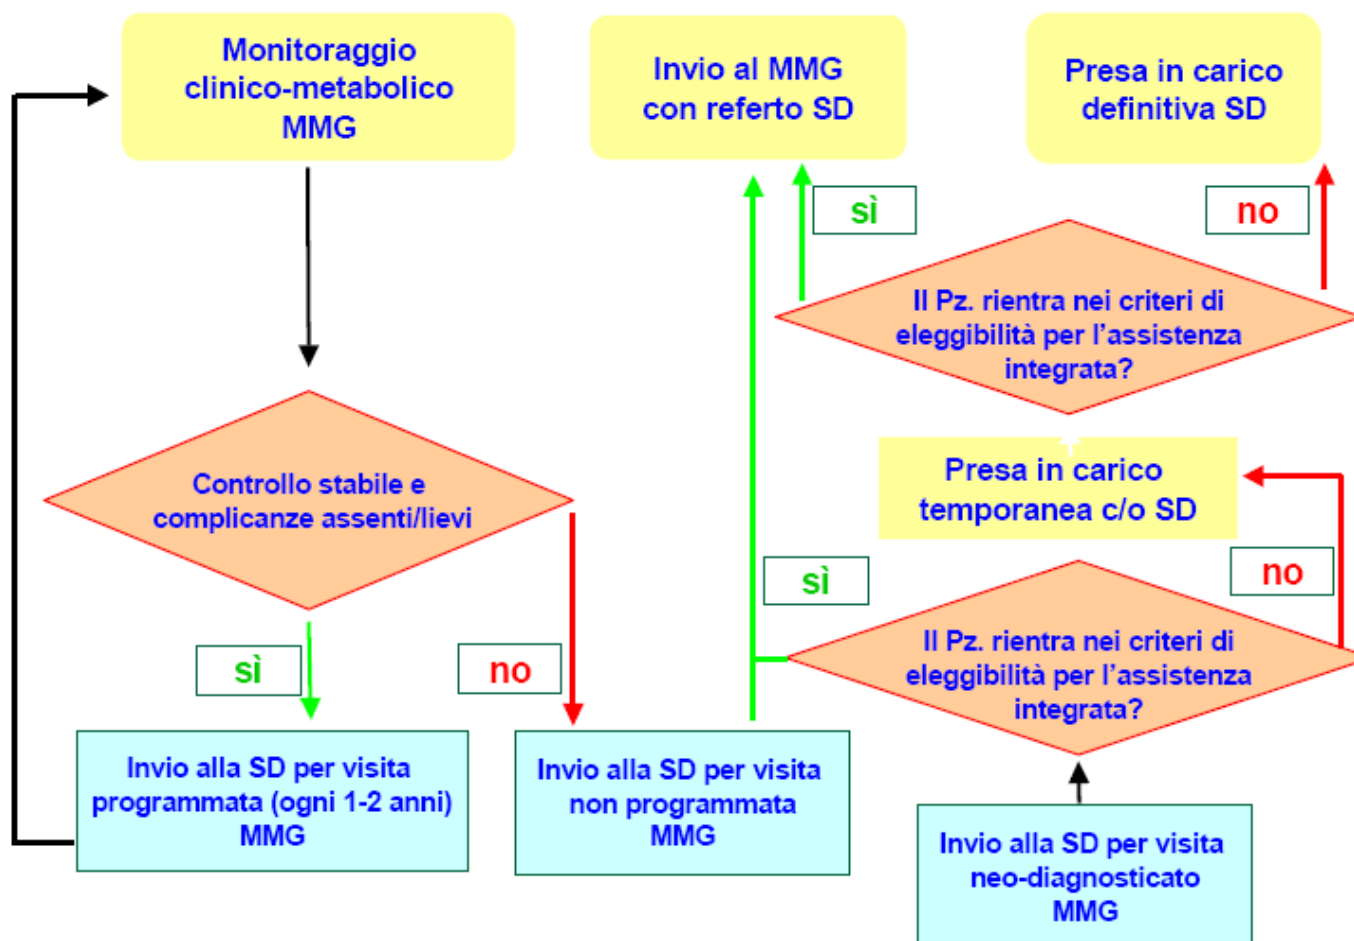 Monitoraggio
clinico-metabolico
MMG
Invio al MMG
con referto SD
Presa in carico
definitiva SD
sì
no
Il Pz. rientra nei criteri di
eleggibilità per l’assistenza
integrata?
Controllo stabile e
complicanze assenti/lievi
Presa in carico
temporanea c/o SD
sì
no
sì
no
Il Pz. rientra nei criteri di
eleggibilità per l’assistenza
integrata?
Invio alla SD per visita
programmata (ogni 1-2 anni)
MMG
Invio alla SD per visita
non programmata
MMG
Invio alla SD per visita
neo-diagnosticato
MMG